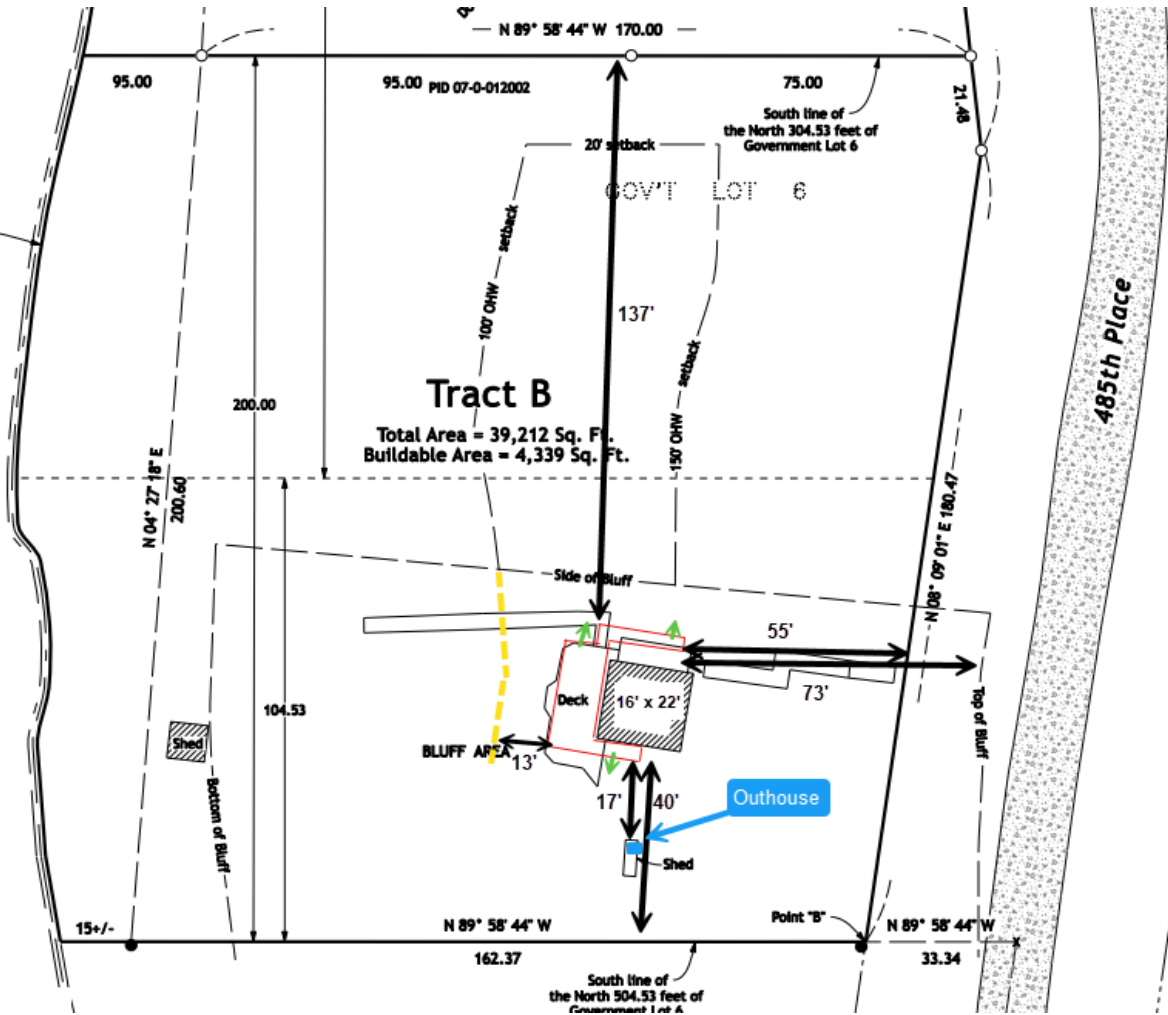 N 89° 58' 44" W 170.00
95.00
95.00
PID 07-0-012002
75.00
21.48
South line of
the North 304.53 feet of
Government Lot 6
20' setback
GOV'T LOT 6
100' OHW setback
137'
150' OHW setback
485th Place
Tract B
Total Area = 39,212 Sq. Ft.
Buildable Area = 4,339 Sq. Ft.
200.00
N 04° 27' 18" E
200.60
N 08° 09' 01" E 180.47
Side of Bluff
55'
73'
Deck
16' x 22'
Top of Bluff
104.53
Shed
BLUFF AREA
13'
Bottom of Bluff
17'
40'
Outhouse
Shed
15+/-
N 89° 58' 44" W
162.37
Point "B"
N 89° 58' 44" W
33.34
South line of
the North 504.53 feet of
Government Lot 6